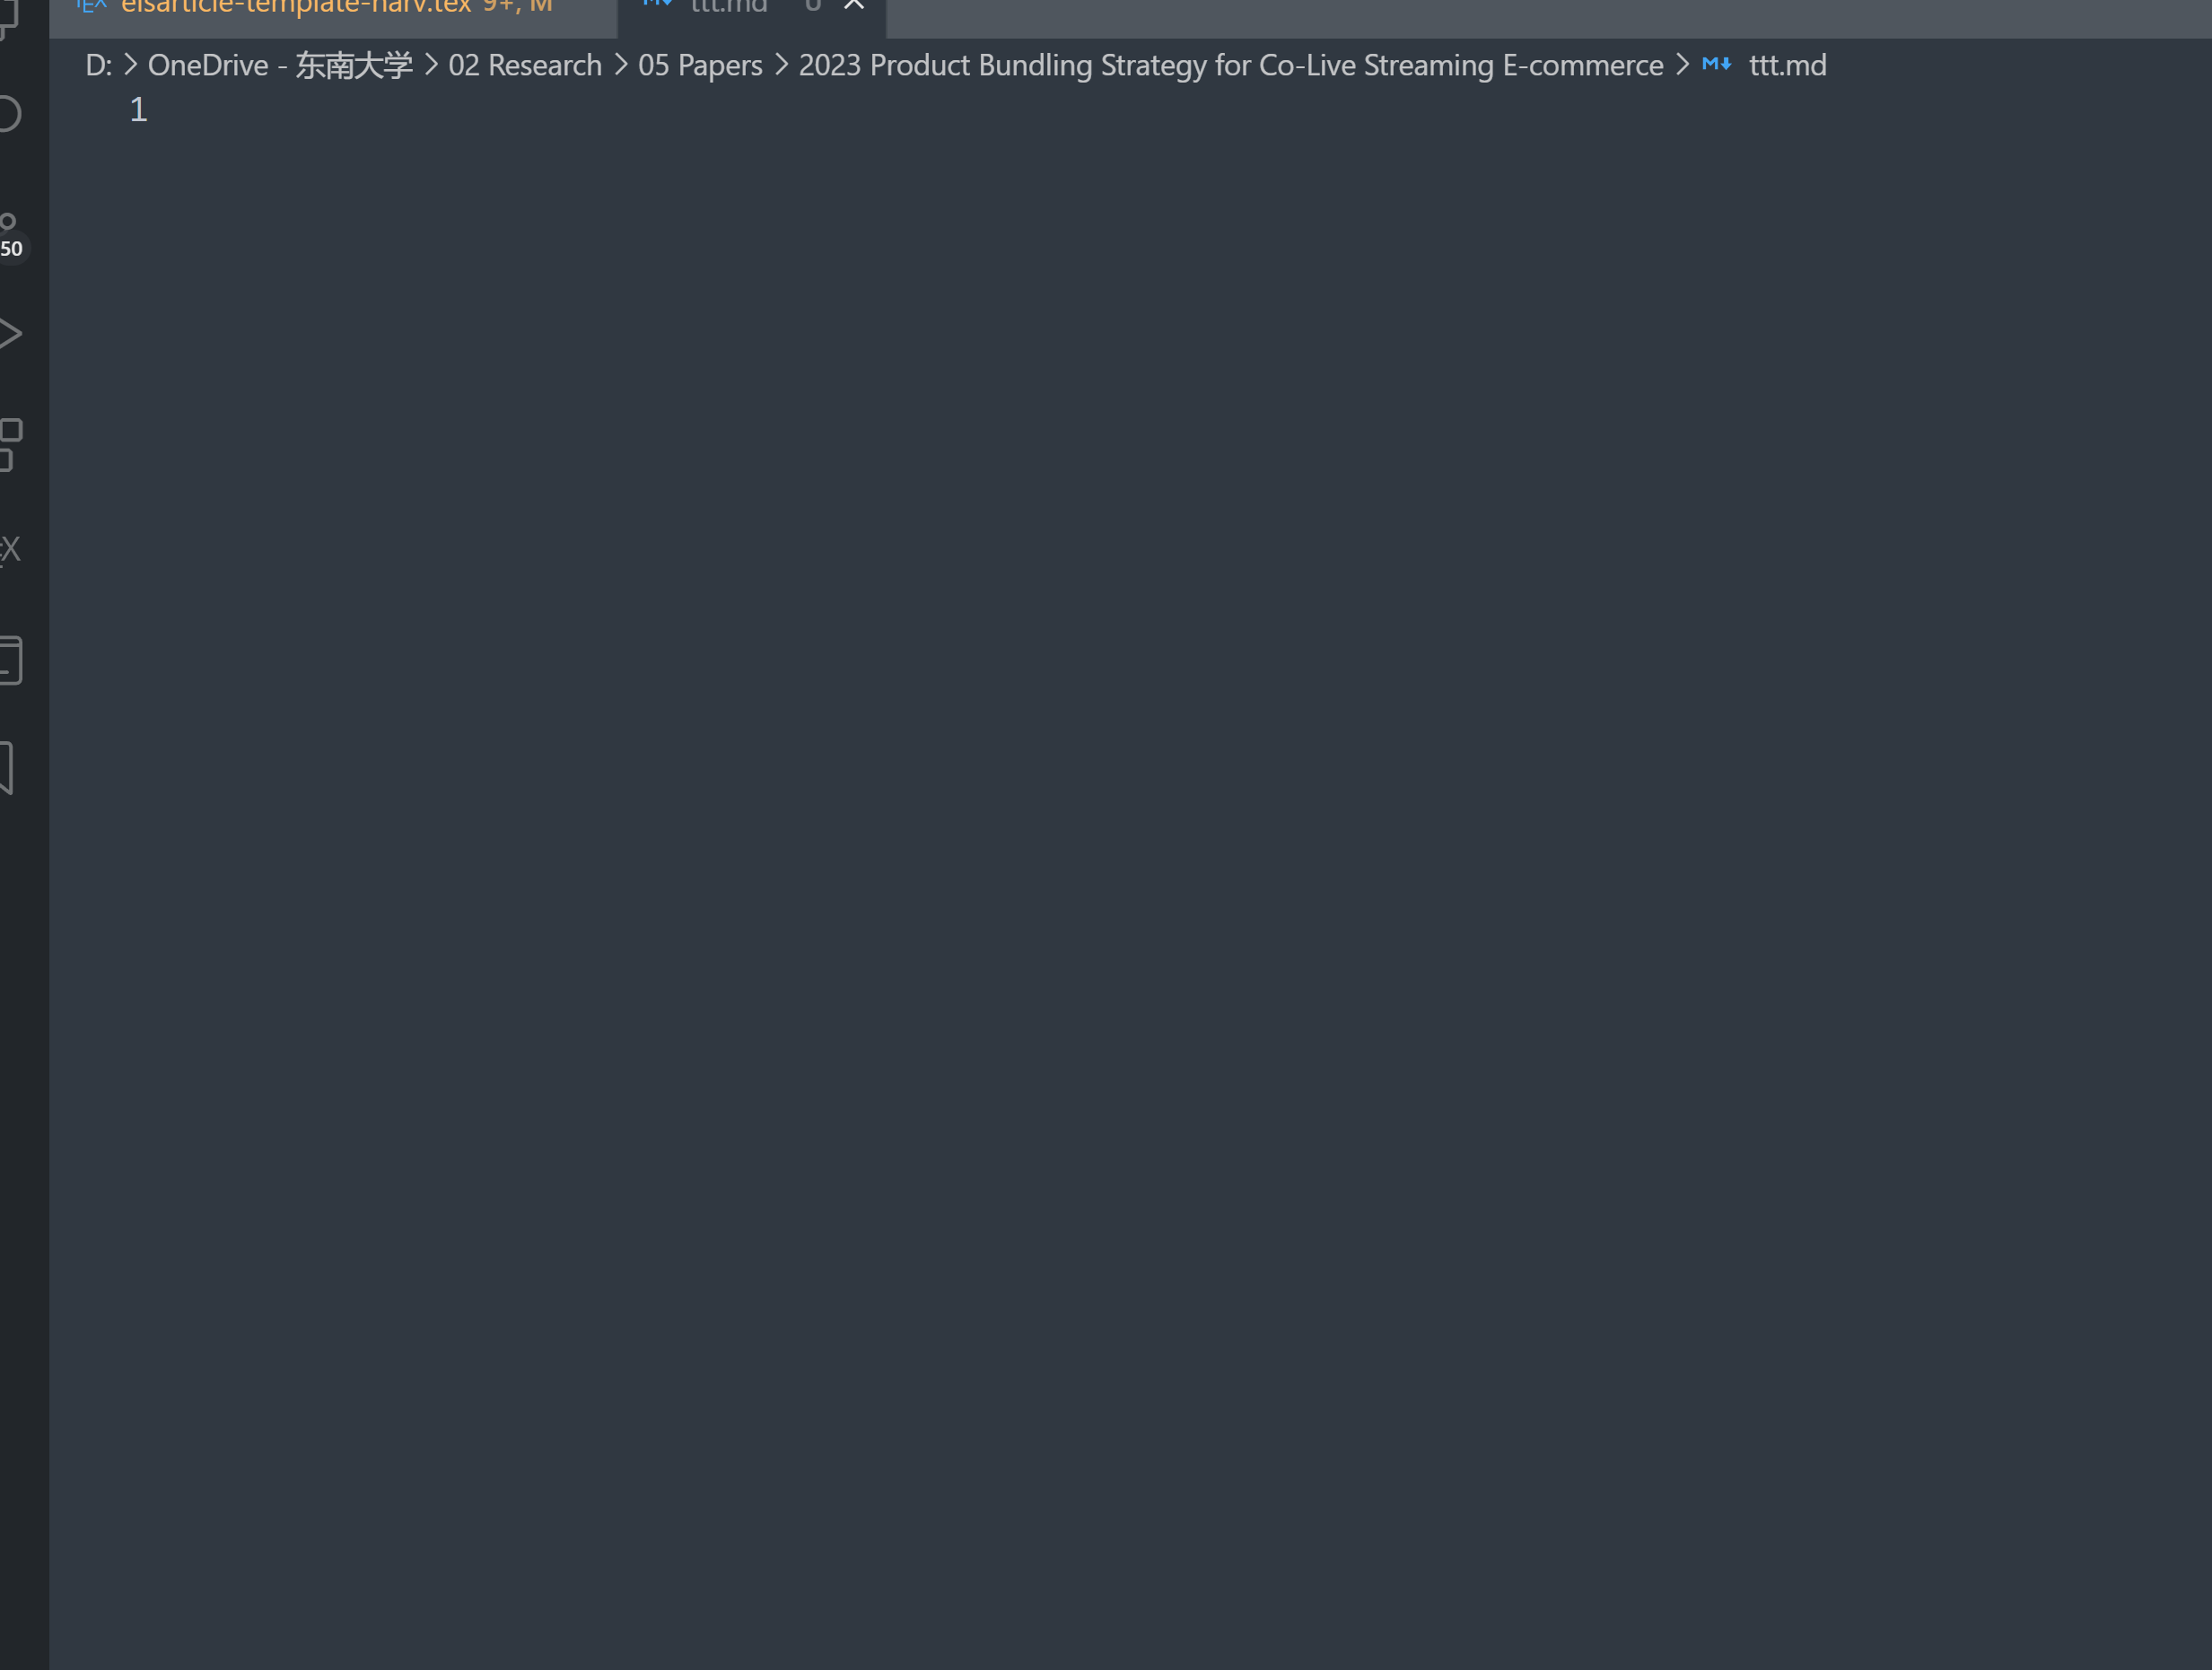 elsarticle-template-harv.tex 9+, M ttt.md U
D: > OneDrive - 东南大学 > 02 Research > 05 Papers > 2023 Product Bundling Strategy for Co-Live Streaming E-commerce > ttt.md
1
50